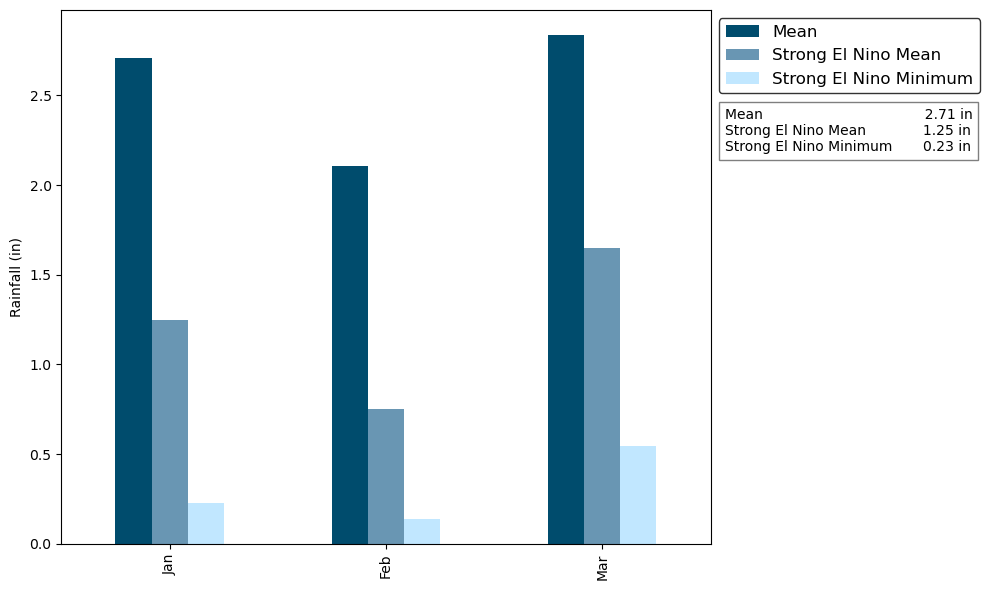 Mean
Strong El Nino Mean
Strong El Nino Minimum
Mean 2.71 in
Strong El Nino Mean 1.25 in
Strong El Nino Minimum 0.23 in
Rainfall (in)
2.5
2.0
1.5
1.0
0.5
0.0
Jan
Feb
Mar